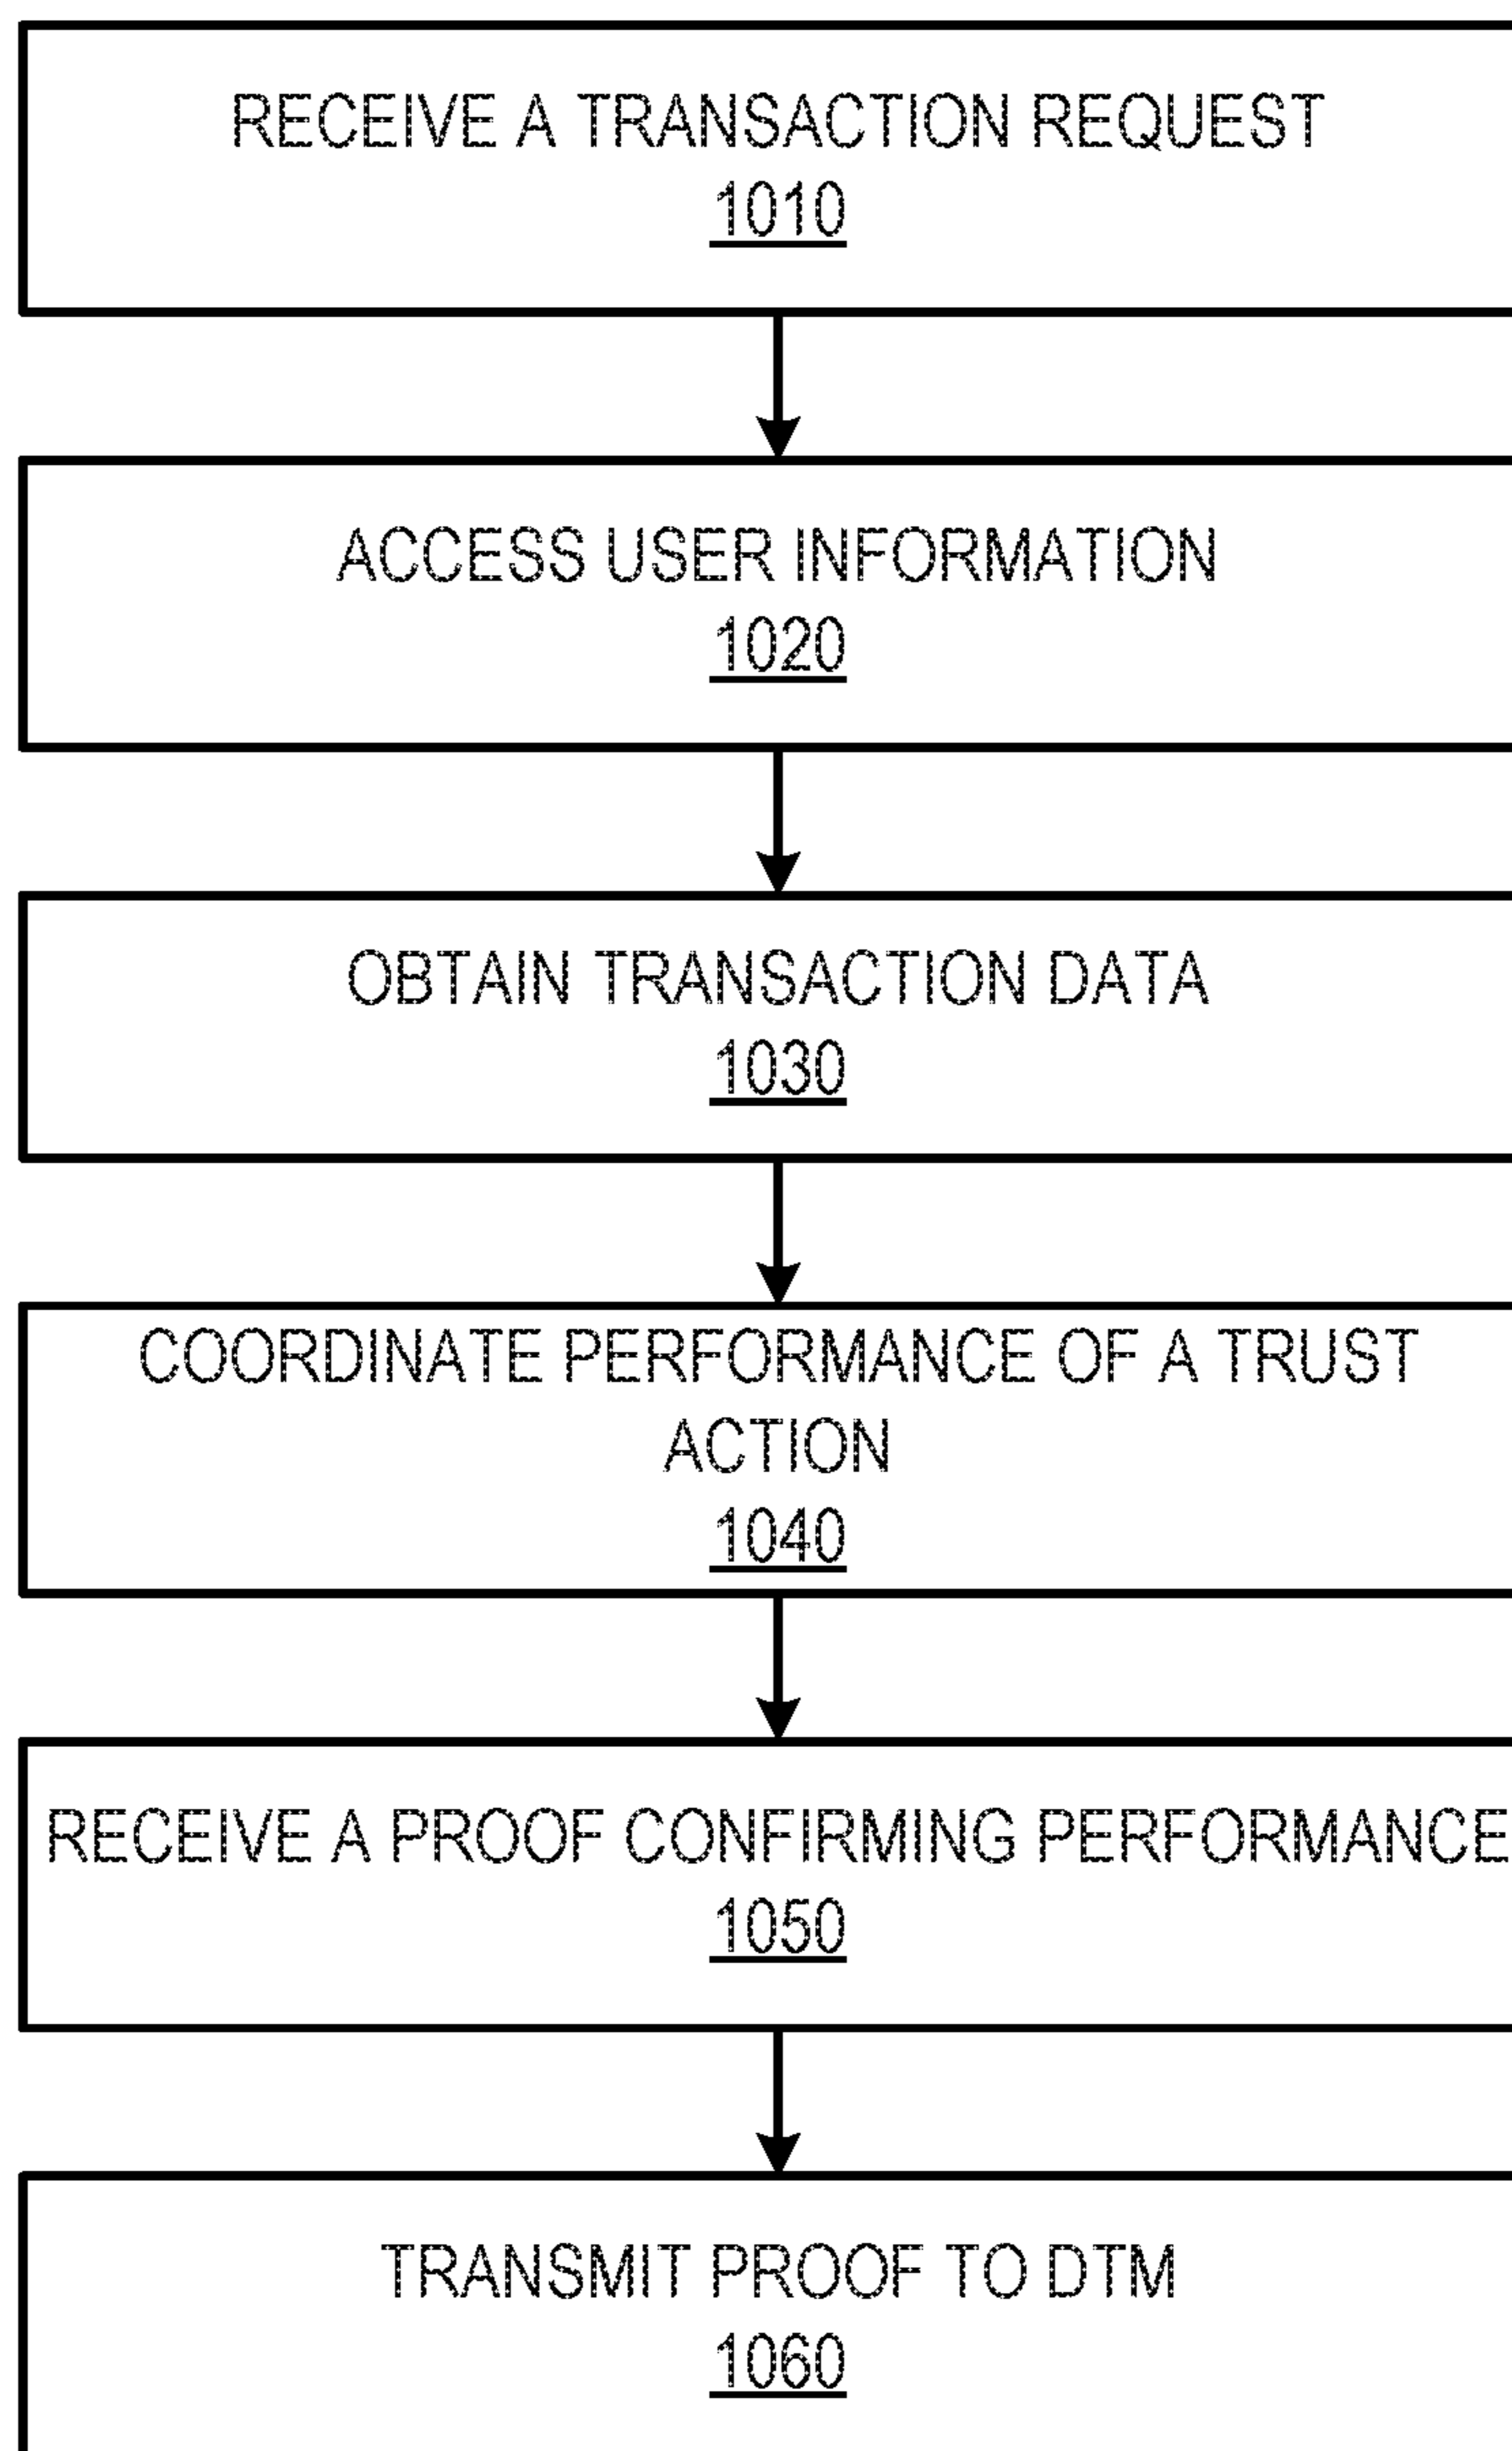 RECEIVE A TRANSACTION REQUEST
1010
ACCESS USER INFORMATION
1020
OBTAIN TRANSACTION DATA
1030
COORDINATE PERFORMANCE OF A TRUST
ACTION
1040
RECEIVE A PROOF CONFIRMING PERFORMANCE
1050
TRANSMIT PROOF TO DTM
1060